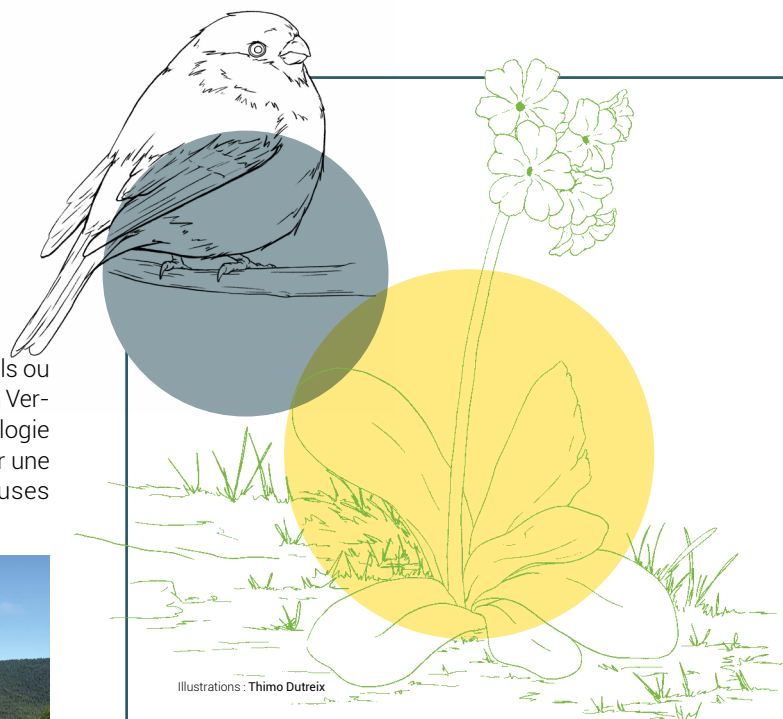 ls ou
Ver-
logie
r une
uses
Illustrations : Thimo Dutreix